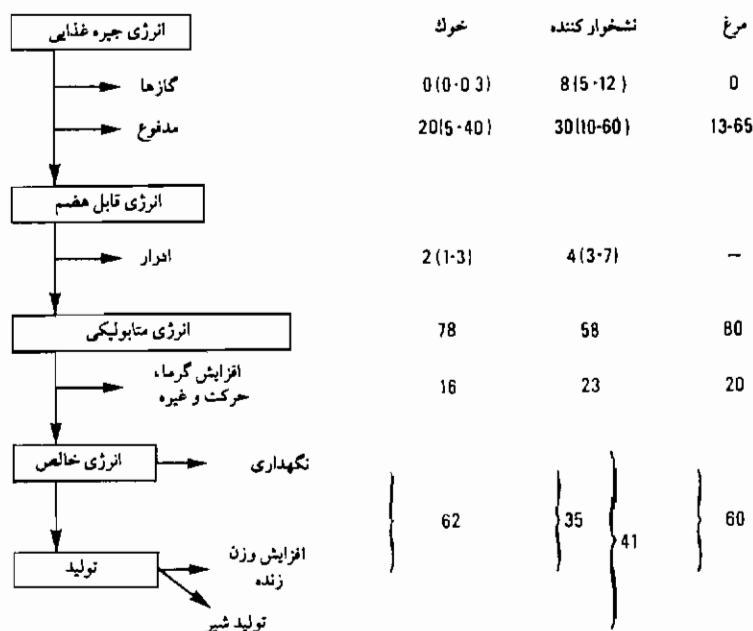 انرژی جیره غذایی خوك نشخوار کننده مرغ
گازها 0(0-0 3) 8(5-12) 0
مدفوع 20(5-40) 30(10-60) 13-65
انرژی قابل هضم
ادرار 2(1-3) 4(3-7) –
انرژی متابولیکی 78 58 80
افزایش گرما، 16 23 20
حرکت و غیره
انرژی خالص نگهداری
62 35 41 60
افزایش وزن
تولید زنده
تولید شیر